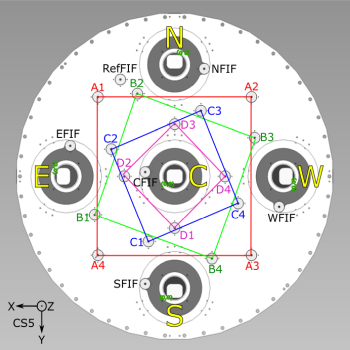 N
RefFIF
NFIF
A1
B2
A2
C3
D3
EFIF
C2
B3
E
D2
CFIF
C
D4
W
B1
C4
WFIF
C1
D1
A4
B4
A3
SFIF
S
X
Z
CS5
Y